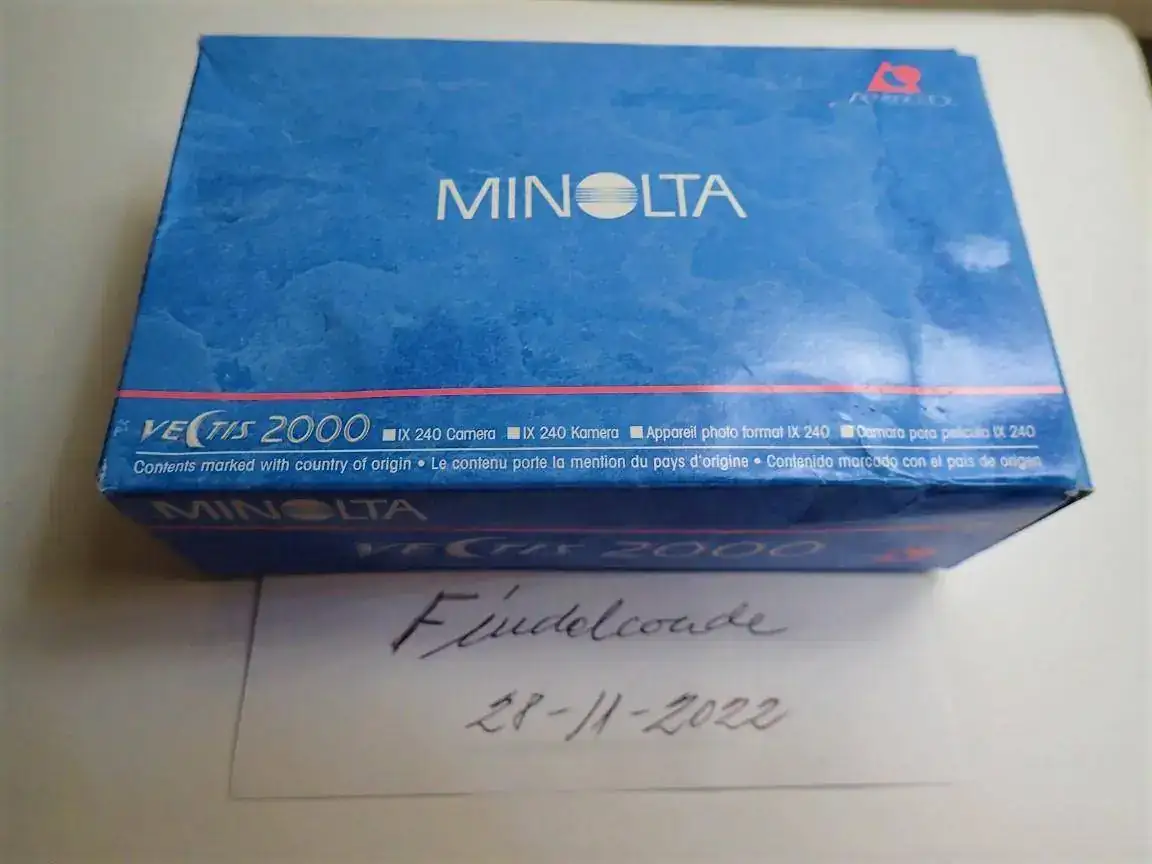 MINOLTA
VECTIS 2000 IX 240 Camera IX 240 Kamera Appareil photo format IX 240 Camara para pelicula IX 240
Contents marked with country of origin • Le contenu porte la mention du pays d'origine • Contenido marcado con el pais de origen
MINOLTA
VECTIS 2000
28-11-2022